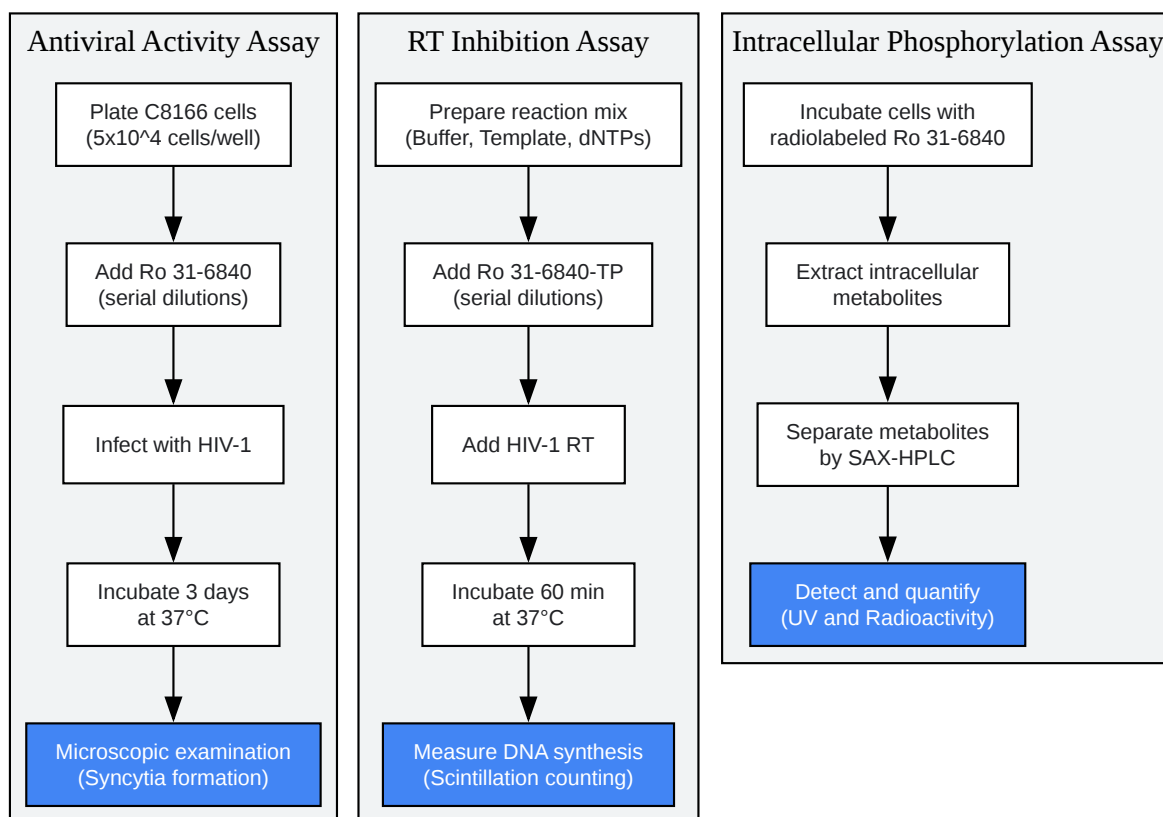 Antiviral Activity Assay
Plate C8166 cells
(5x10^4 cells/well)
Add Ro 31-6840
(serial dilutions)
Infect with HIV-1
Incubate 3 days
at 37°C
Microscopic examination
(Syncytia formation)
RT Inhibition Assay
Prepare reaction mix
(Buffer, Template, dNTPs)
Add Ro 31-6840-TP
(serial dilutions)
Add HIV-1 RT
Incubate 60 min
at 37°C
Measure DNA synthesis
(Scintillation counting)
Intracellular Phosphorylation Assay
Incubate cells with
radiolabeled Ro 31-6840
Extract intracellular
metabolites
Separate metabolites
by SAX-HPLC
Detect and quantify
(UV and Radioactivity)